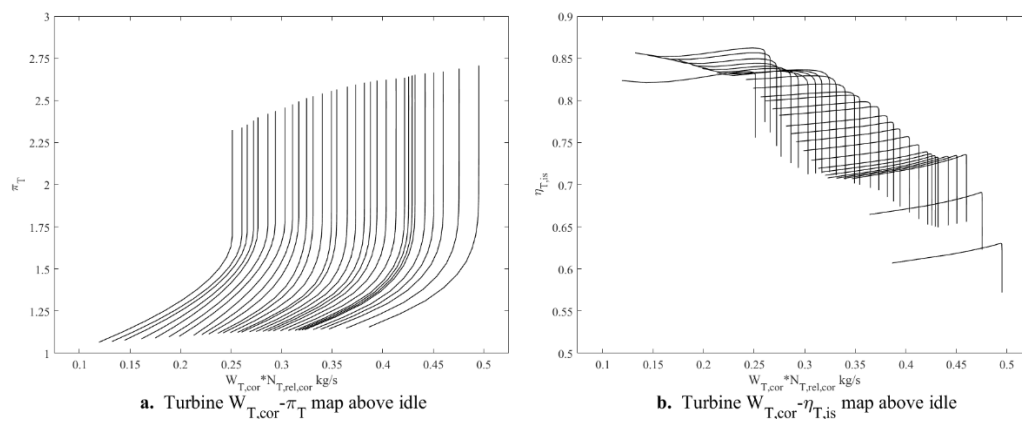 3
2.75
2.5
2.25
2
1.75
1.5
1.25
1
π_T
0.1 0.15 0.2 0.25 0.3 0.35 0.4 0.45 0.5
W_T,cor*N_T,rel,cor kg/s
a. Turbine W_T,cor-π_T map above idle
0.9
0.85
0.8
0.75
0.7
0.65
0.6
0.55
0.5
η_T,is
0.1 0.15 0.2 0.25 0.3 0.35 0.4 0.45 0.5
W_T,cor*N_T,rel,cor kg/s
b. Turbine W_T,cor-η_T,is map above idle